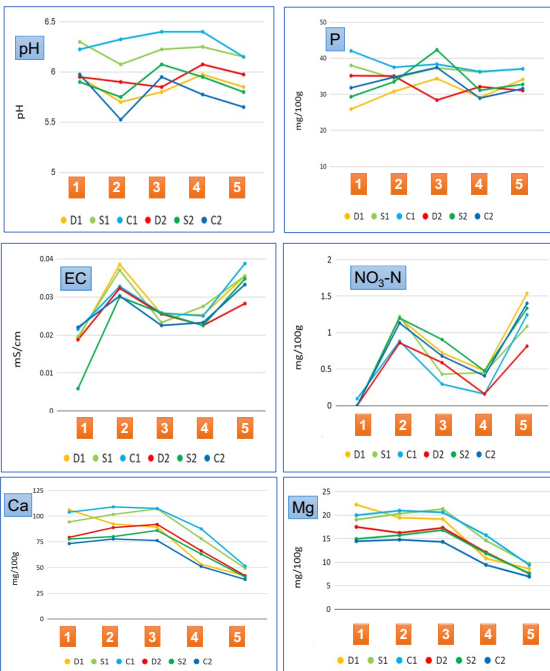 pH
6.5
6
5.5
5
pH
1 2 3 4 5
D1 S1 C1 D2 S2 C2
P
50
40
30
20
10
mg/100g
1 2 3 4 5
D1 S1 C1 D2 S2 C2
EC
0.04
0.03
0.02
0.01
0
mS/cm
1 2 3 4 5
D1 S1 C1 D2 S2 C2
NO₃-N
2
1.5
1
0.5
0
mg/100g
1 2 3 4 5
D1 S1 C1 D2 S2 C2
Ca
125
100
75
50
25
0
mg/100g
1 2 3 4 5
D1 S1 C1 D2 S2 C2
Mg
25
20
15
10
5
0
mg/100g
1 2 3 4 5
D1 S1 C1 D2 S2 C2